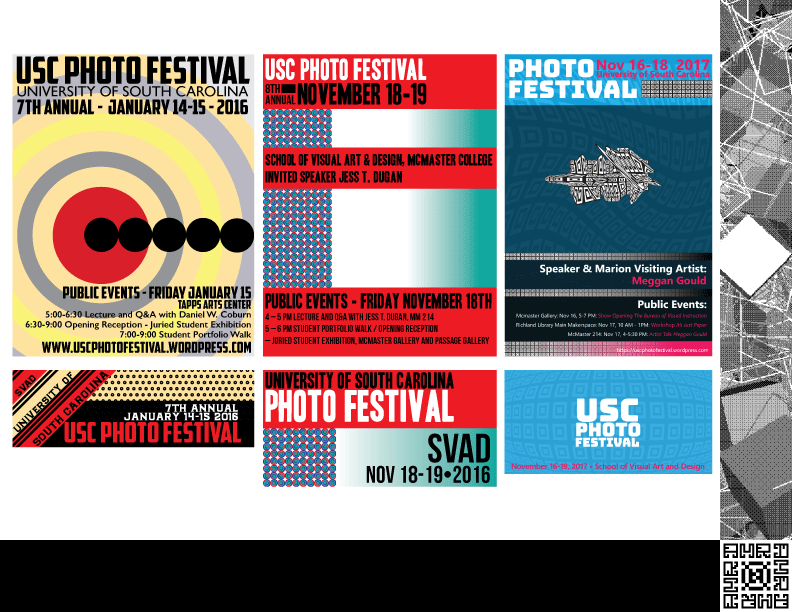 USC PHOTO FESTIVAL
UNIVERSITY OF SOUTH CAROLINA
7TH ANNUAL - JANUARY 14-15 - 2016
PUBLIC EVENTS - FRIDAY JANUARY 15
TAPPS ARTS CENTER
5:00-6:30 Lecture and Q&A with Daniel W. Coburn
6:30-9:00 Opening Reception - Juried Student Exhibition
7:00-9:00 Student Portfolio Walk
WWW.USCPHOTOFESTIVAL.WORDPRESS.COM
SVAD
UNIVERSITY OF
SOUTH CAROLINA
7TH ANNUAL
JANUARY 14-15 2016
USC PHOTO FESTIVAL
USC PHOTO FESTIVAL
8TH
ANNUAL NOVEMBER 18-19
SCHOOL OF VISUAL ART & DESIGN, MCMASTER COLLEGE
INVITED SPEAKER JESS T. DUGAN
PUBLIC EVENTS - FRIDAY NOVEMBER 18TH
4 – 5 PM LECTURE AND Q&A WITH JESS T. DUGAN, MM 214
5 – 6 PM STUDENT PORTFOLIO WALK / OPENING RECEPTION
– JURIED STUDENT EXHIBITION, MCMASTER GALLERY AND PASSAGE GALLERY
UNIVERSITY OF SOUTH CAROLINA
PHOTO FESTIVAL
SVAD
NOV 18-19•2016
PHOTO
FESTIVAL
Nov 16-18, 2017
University of South Carolina
Speaker & Marion Visiting Artist:
Meggan Gould
Public Events:
Mcmaster Gallery: Nov 16, 5-7 PM: Show Opening The Bureau of Visual Instruction
Richland Library Main Makerspace: Nov 17, 10 AM - 1PM: Workshop
McMaster 214: Nov 17, 4-5:30 PM: Artist Talk Meggan Gould
https://uscphotofestival.wordpress.com
USC
PHOTO
FESTIVAL
November 16-18, 2017 • School of Visual Art and Design